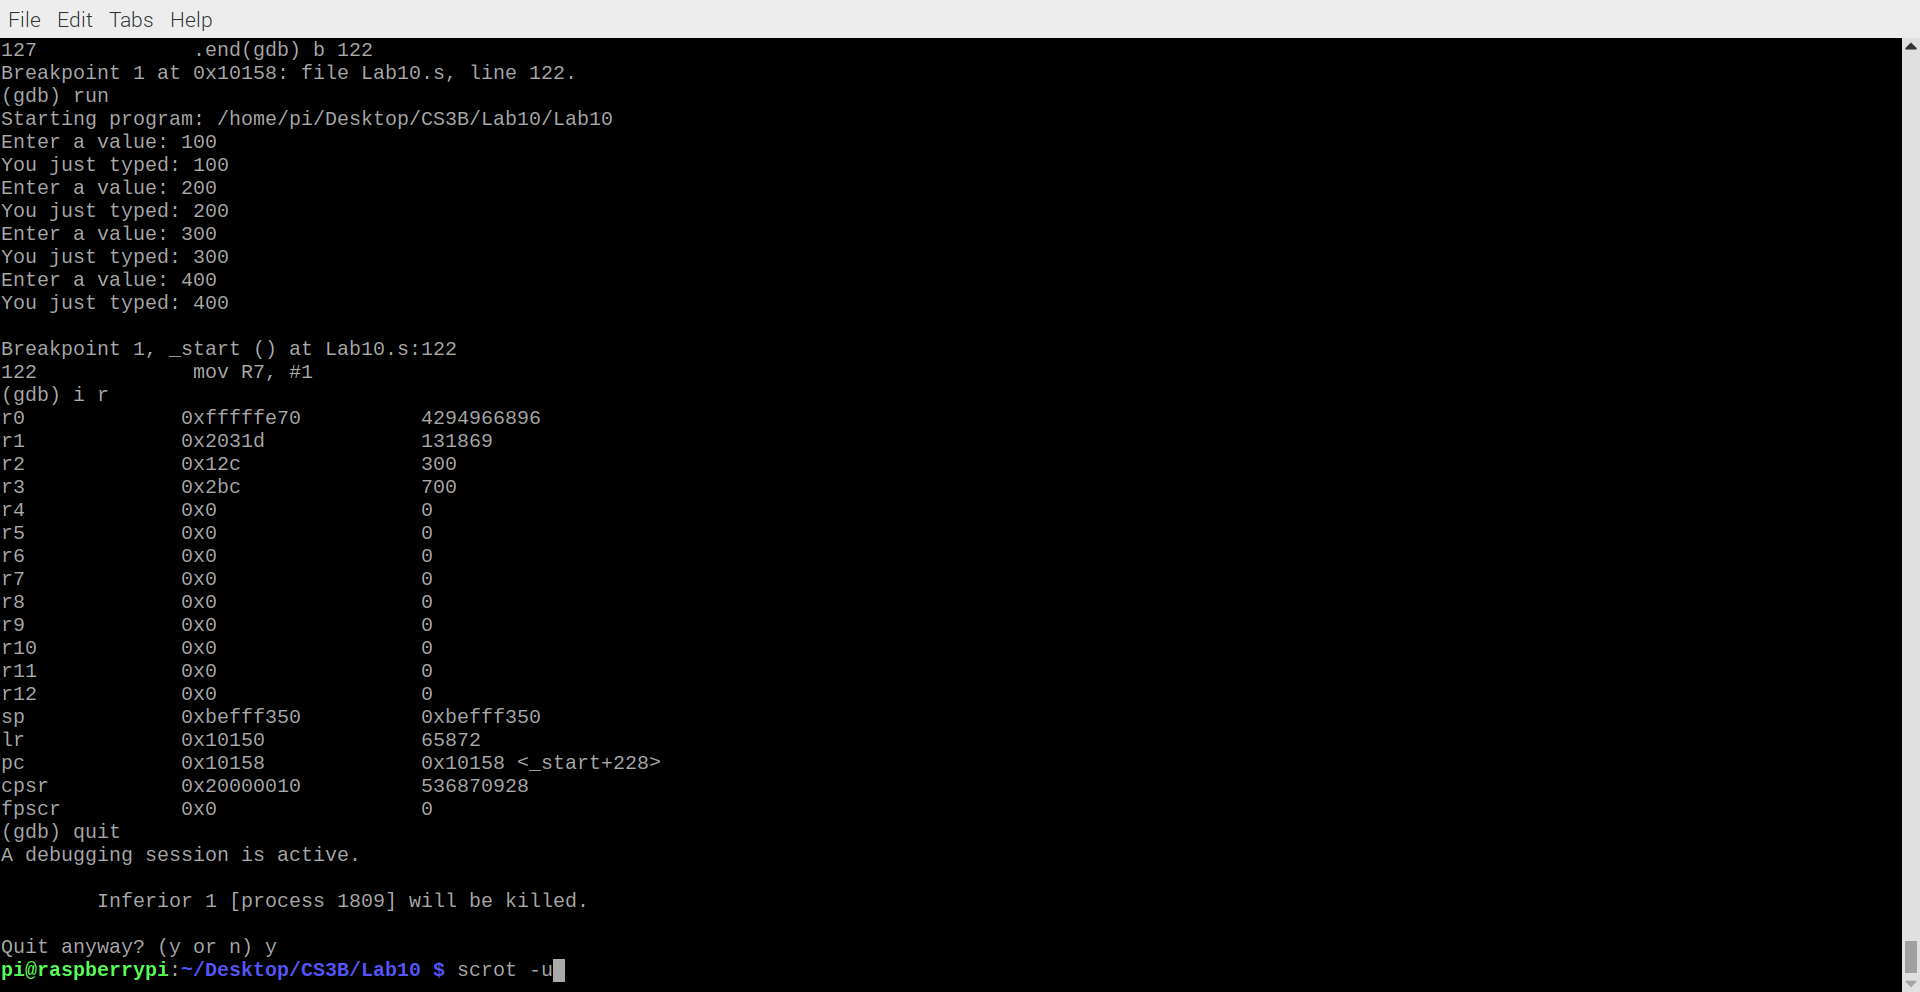 File Edit Tabs Help
127             .end(gdb) b 122
Breakpoint 1 at 0x10158: file Lab10.s, line 122.
(gdb) run
Starting program: /home/pi/Desktop/CS3B/Lab10/Lab10
Enter a value: 100
You just typed: 100
Enter a value: 200
You just typed: 200
Enter a value: 300
You just typed: 300
Enter a value: 400
You just typed: 400
Breakpoint 1, _start () at Lab10.s:122
122             mov R7, #1
(gdb) i r
r0             0xfffffe70          4294966896
r1             0x2031d             131869
r2             0x12c               300
r3             0x2bc               700
r4             0x0                 0
r5             0x0                 0
r6             0x0                 0
r7             0x0                 0
r8             0x0                 0
r9             0x0                 0
r10            0x0                 0
r11            0x0                 0
r12            0x0                 0
sp             0xbefff350          0xbefff350
lr             0x10150             65872
pc             0x10158             0x10158 <_start+228>
cpsr           0x20000010          536870928
fpscr          0x0                 0
(gdb) quit
A debugging session is active.
Inferior 1 [process 1809] will be killed.
Quit anyway? (y or n) y
pi@raspberrypi:~/Desktop/CS3B/Lab10 $ scrot -u